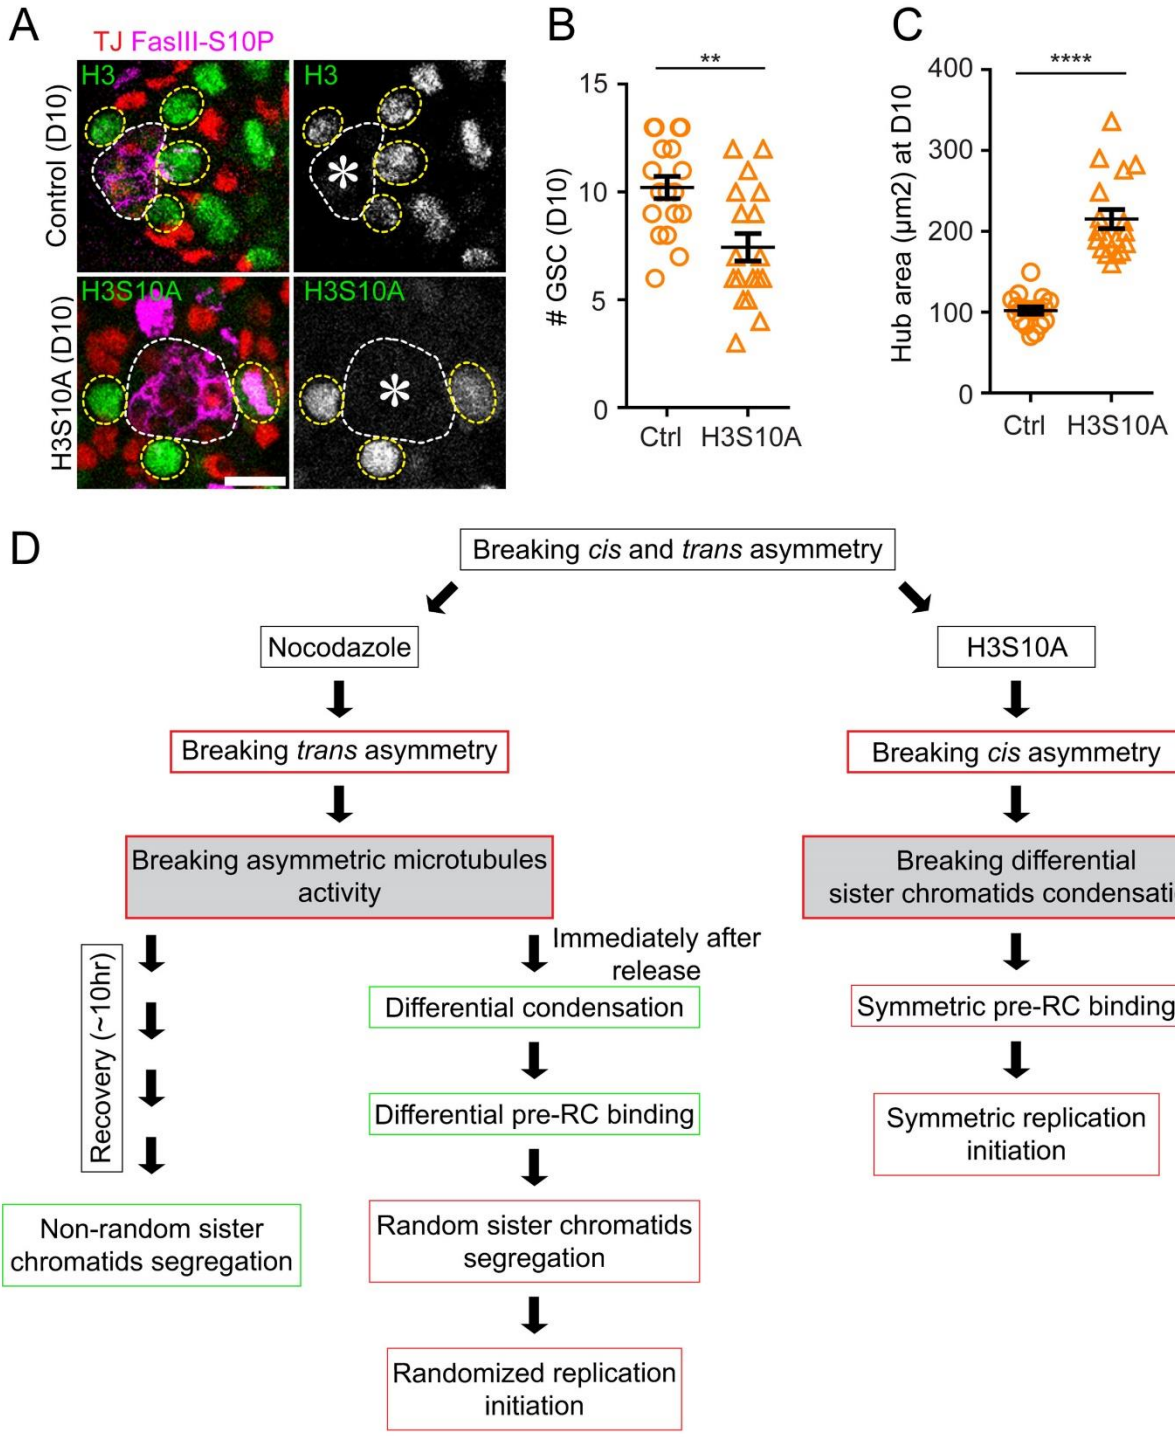 A
TJ FasIII-S10P
Control (D10)
H3
H3
*
H3S10A (D10)
H3S10A
H3S10A
*
B
**
# GSC (D10)
15
10
5
0
Ctrl H3S10A
C
****
Hub area (µm2) at D10
400
300
200
100
0
Ctrl H3S10A
D
Breaking cis and trans asymmetry
Nocodazole
H3S10A
Breaking trans asymmetry
Breaking cis asymmetry
Breaking asymmetric microtubules
activity
Breaking differential
sister chromatids condensati
Recovery (~10hr)
Immediately after
release
Differential condensation
Symmetric pre-RC binding
Differential pre-RC binding
Symmetric replication
initiation
Non-random sister
chromatids segregation
Random sister chromatids
segregation
Randomized replication
initiation